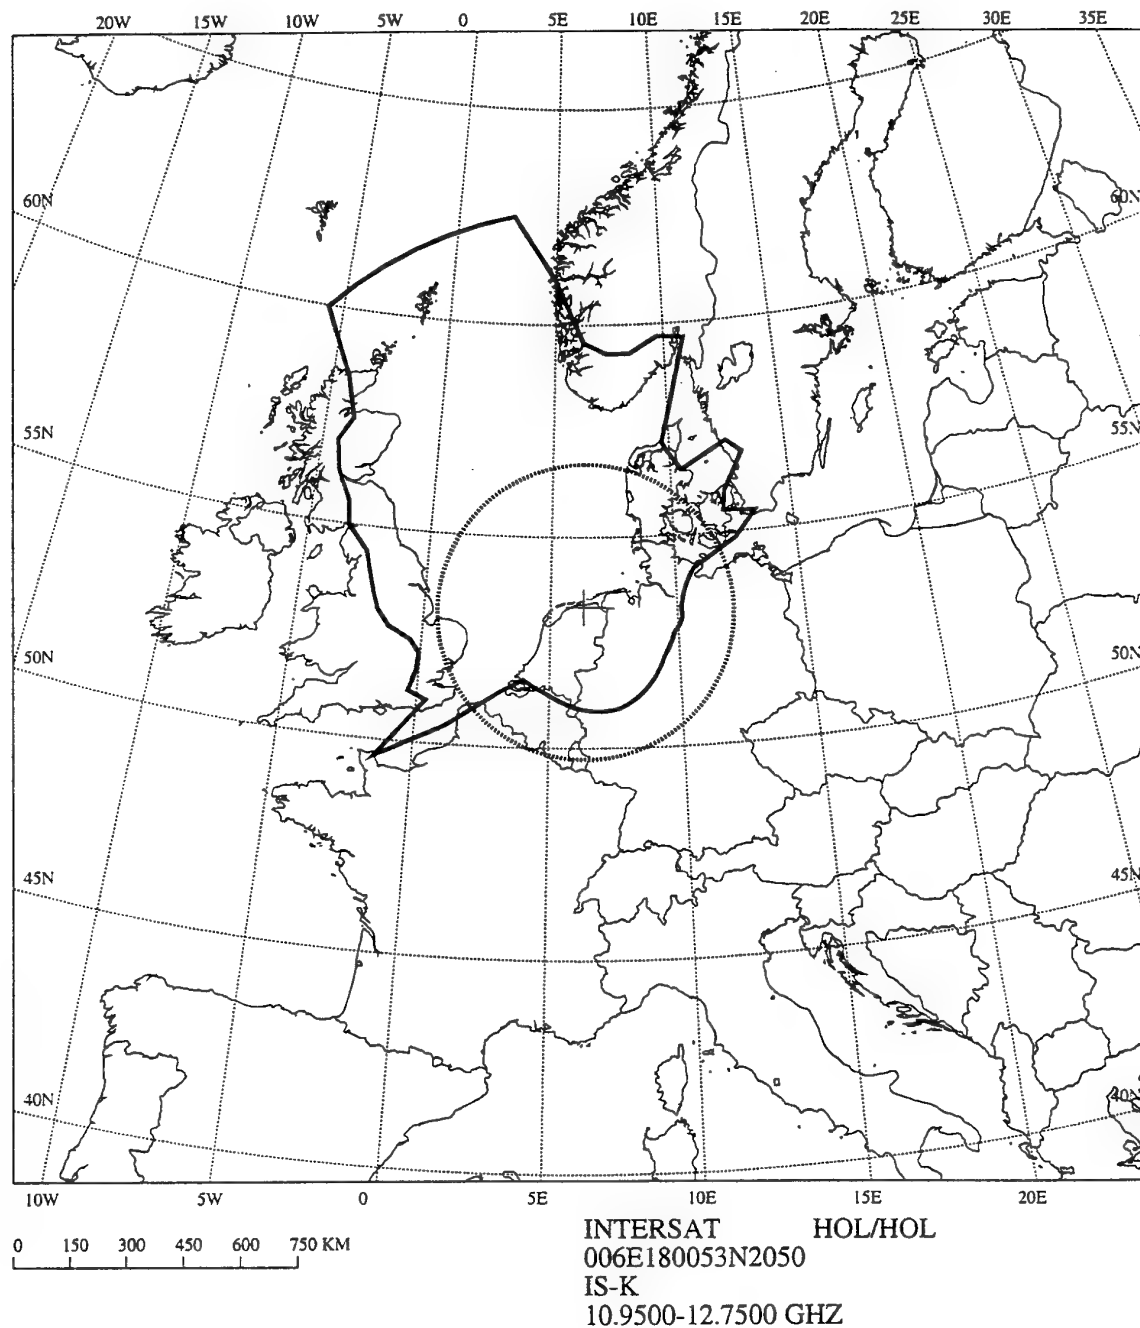 20W 15W 10W 5W 0 5E 10E 15E 20E 25E 30E 35E
60N 60N
55N 55N
50N 50N
45N 45N
40N 40N
10W 5W 0 5E 10E 15E 20E
0 150 300 450 600 750 KM
INTERSAT HOL/HOL
006E180053N2050
IS-K
10.9500-12.7500 GHZ